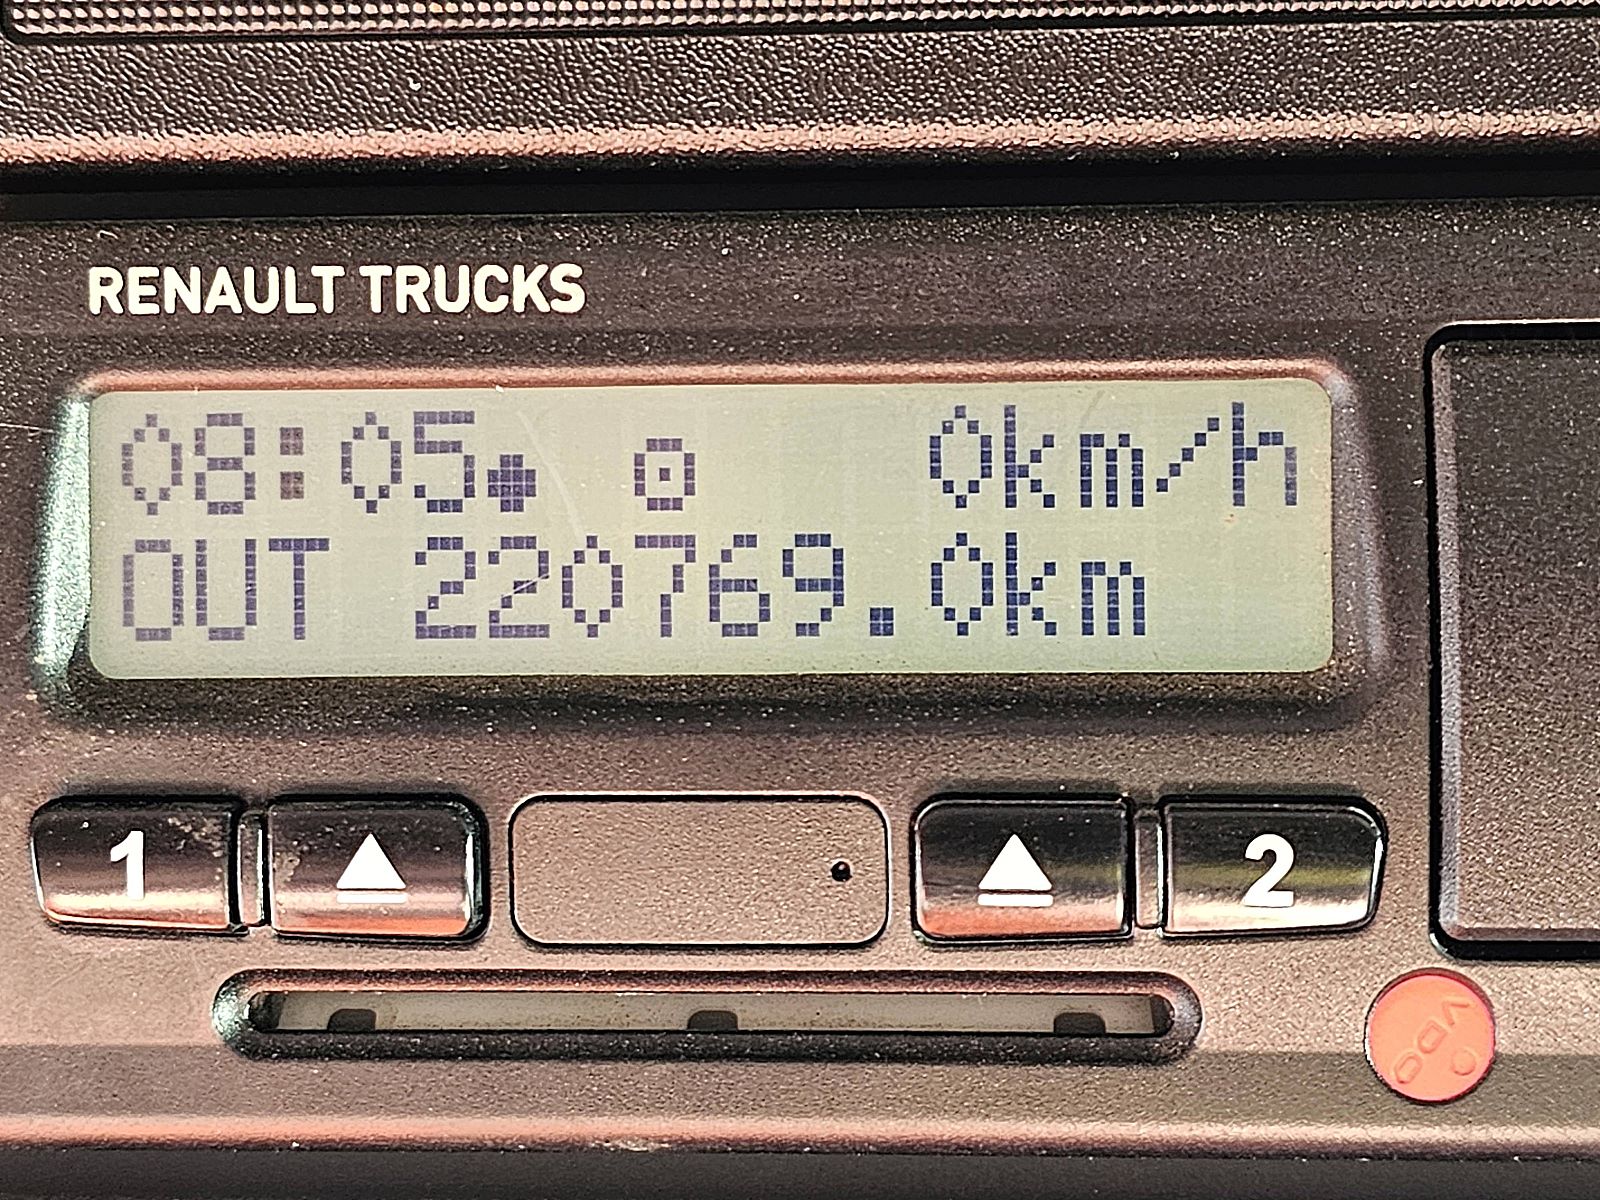 RENAULT TRUCKS
08:05 0km/h
OUT 220769.0km
1 2
VDO